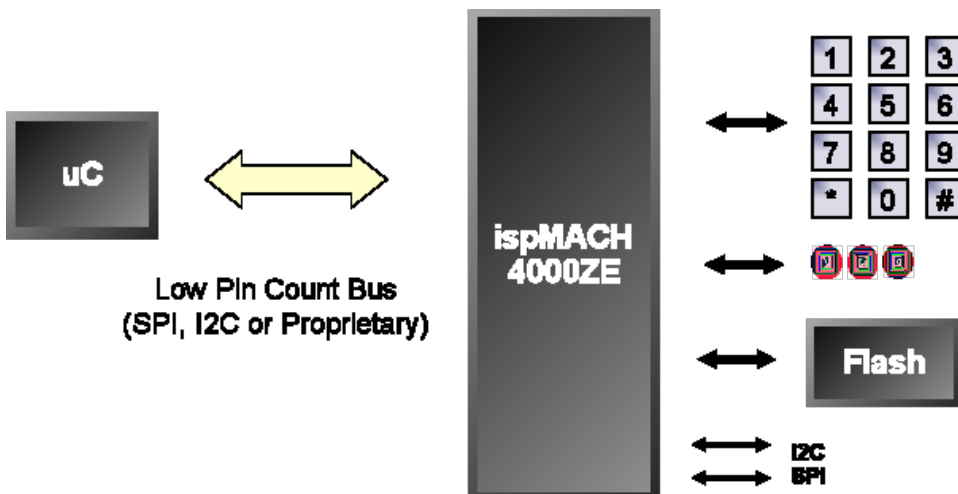 uC
Low Pin Count Bus
(SPI, I2C or Proprietary)
ispMACH
4000ZE
1 2 3
4 5 6
7 8 9
* 0 #
Flash
I2C
SPI